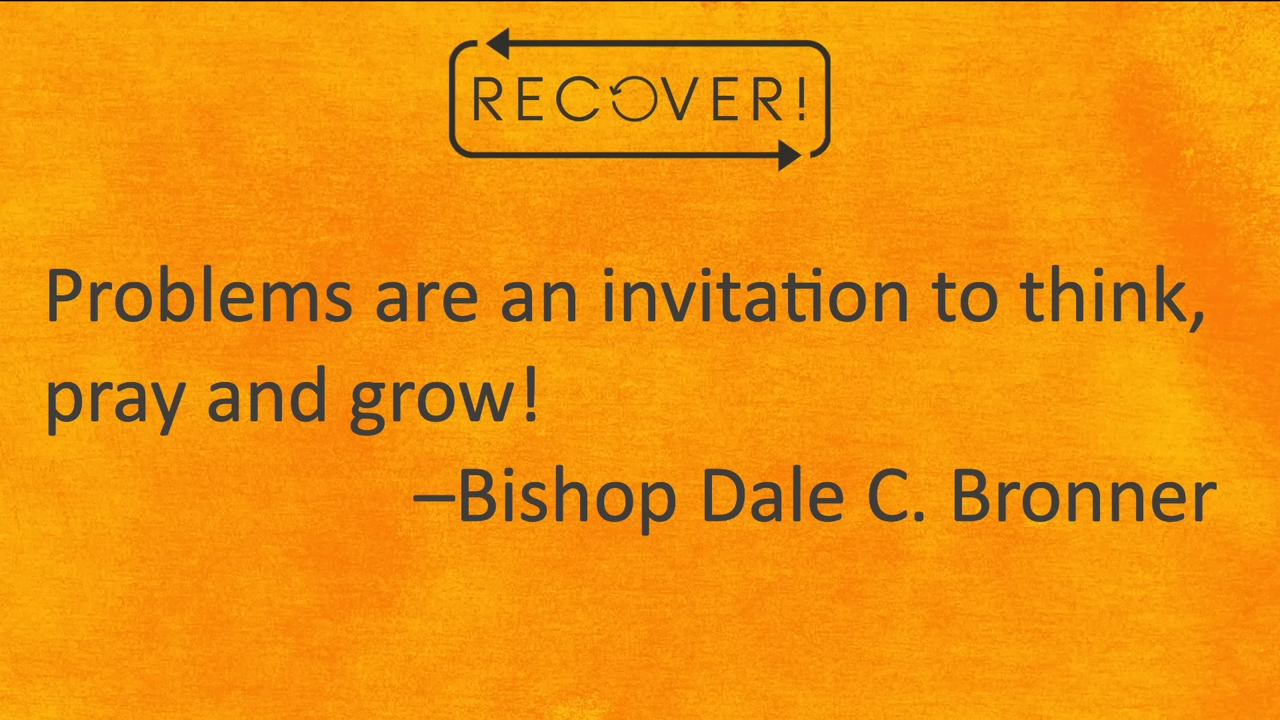 RECOVER!
Problems are an invitation to think,
pray and grow!
–Bishop Dale C. Bronner